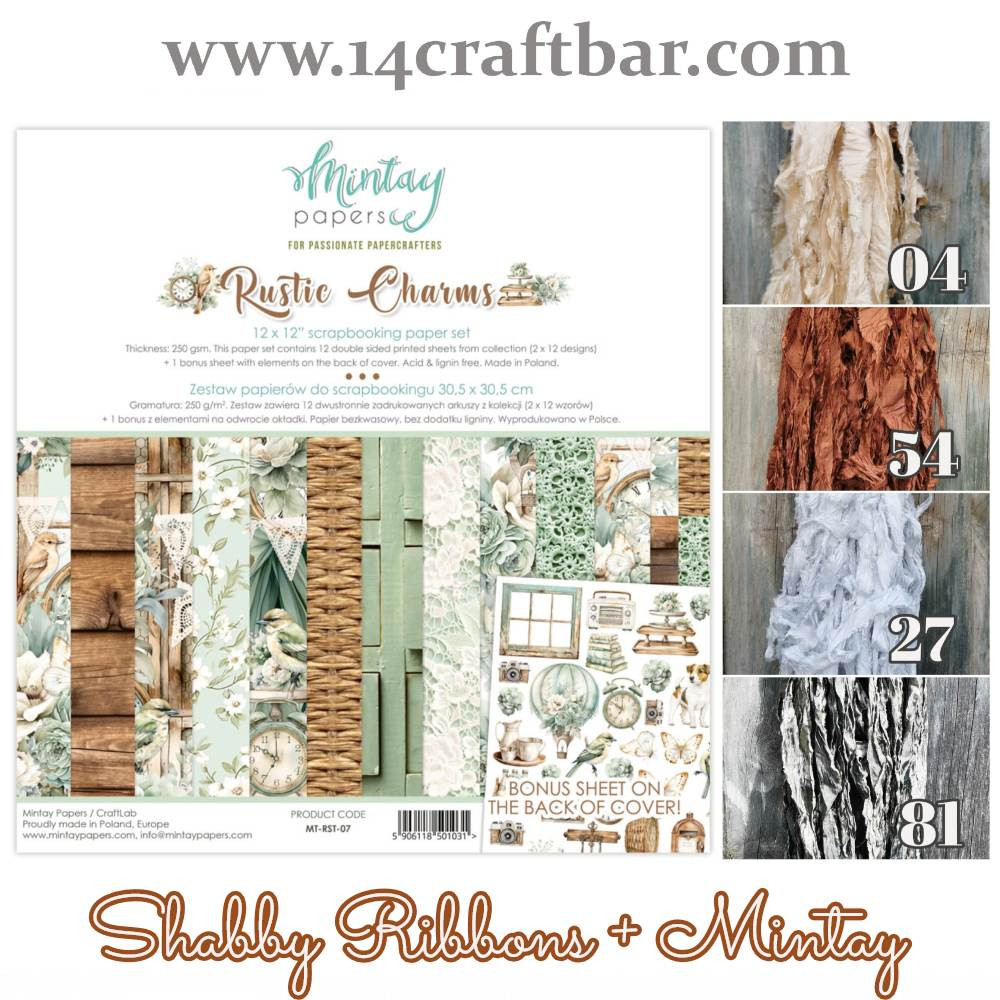 www.14craftbar.com
Mintay
papers
FOR PASSIONATE PAPERCRAFTERS
Rustic Charms
12 x 12" scrapbooking paper set
Thickness: 250 gsm. This paper set contains 12 double sided printed sheets from collection (2 x 12 designs)
+ 1 bonus sheet with elements on the back of cover. Acid & lignin free. Made in Poland.
Zestaw papierów do scrapbookingu 30,5 x 30,5 cm
Gramatura: 250 g/m². Zestaw zawiera 12 dwustronnie zadrukowanych arkuszy z kolekcji (2 x 12 wzorów)
+ 1 bonus z elementami na odwrocie okładki. Papier bezkwasowy, bez dodatku ligniny. Wyprodukowano w Polsce.
BONUS SHEET ON
THE BACK OF COVER!
Mintay Papers / CraftLab
Proudly made in Poland, Europe
www.mintaypapers.com, info@mintaypapers.com
PRODUCT CODE
MT-RST-07
5 906118 501031 >
04
54
27
81
Shabby Ribbons + Mintay